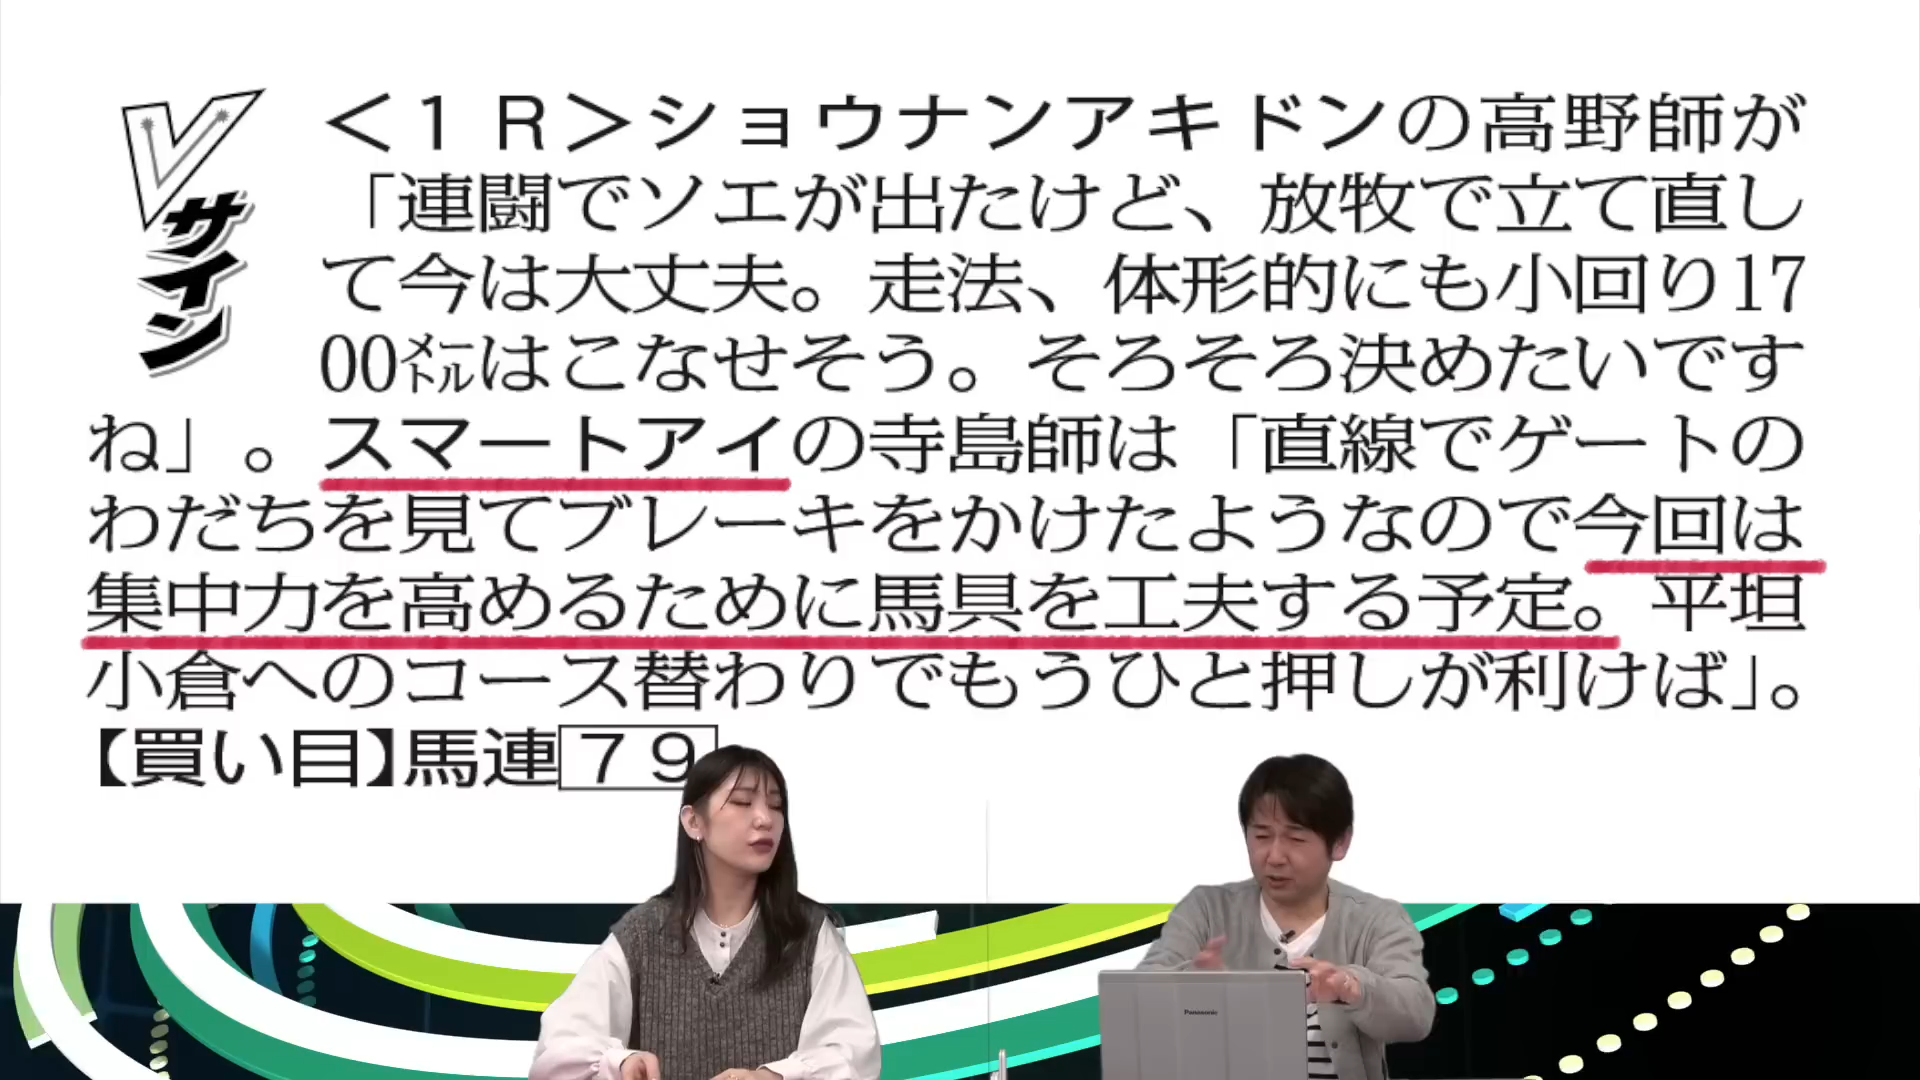 Vサイン
＜１Ｒ＞ショウナンアキドンの高野師が
「連闘でソエが出たけど、放牧で立て直し
て今は大丈夫。走法、体形的にも小回り17
00㍍はこなせそう。そろそろ決めたいです
ね」。スマートアイの寺島師は「直線でゲートの
わだちを見てブレーキをかけたようなので今回は
集中力を高めるために馬具を工夫する予定。平坦
小倉へのコース替わりでもうひと押しが利けば」。
【買い目】馬連７９
Panasonic